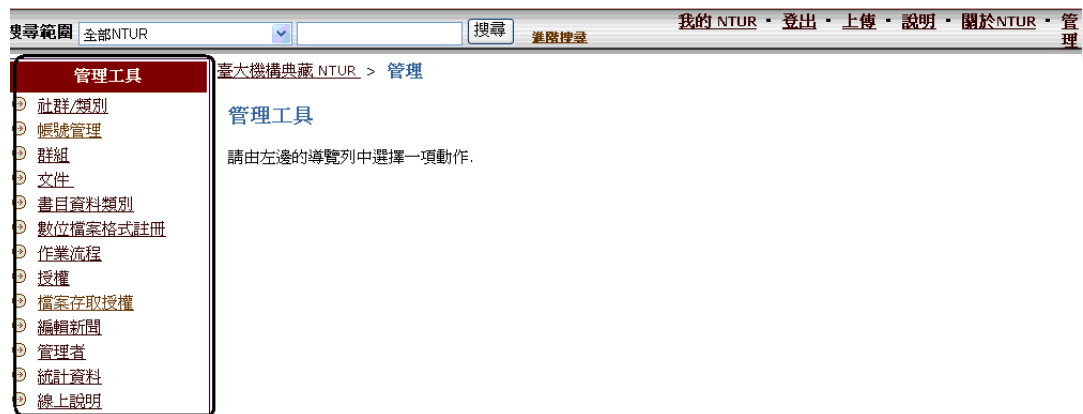 搜尋範圍 全部NTUR 搜尋 進階搜尋 我的 NTUR ▪ 登出 ▪ 上傳 ▪ 說明 ▪ 關於NTUR ▪ 管理
管理工具
社群/類別
帳號管理
群組
文件
書目資料類別
數位檔案格式註冊
作業流程
授權
檔案存取授權
編輯新聞
管理者
統計資料
線上說明
臺大機構典藏 NTUR > 管理
管理工具
請由左邊的導覽列中選擇一項動作.